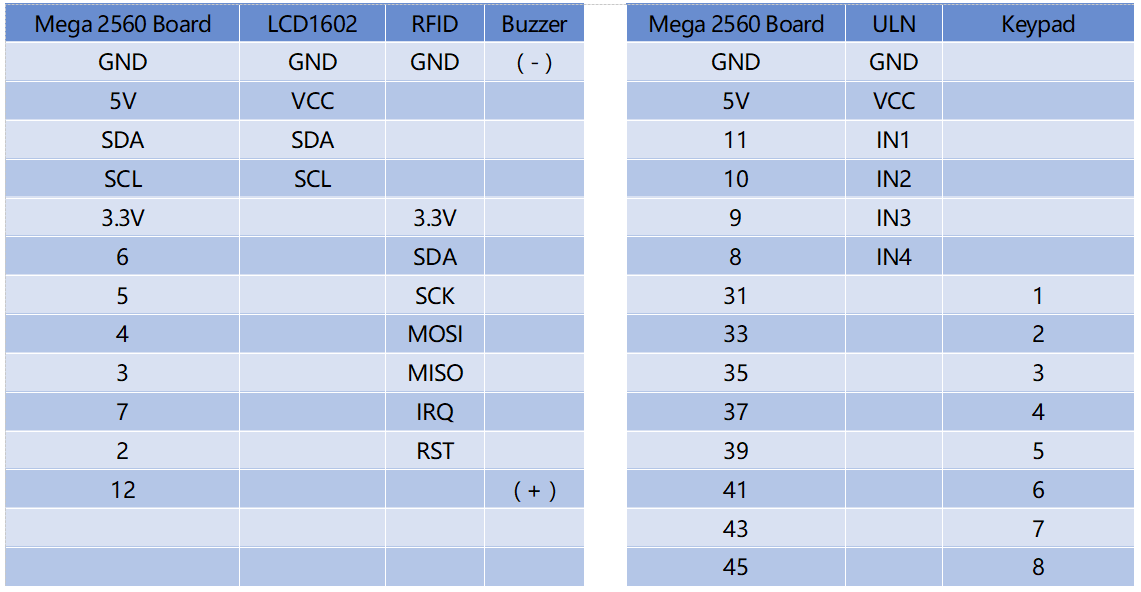 Mega 2560 Board LCD1602 RFID Buzzer
GND GND GND ( - )
5V VCC
SDA SDA
SCL SCL
3.3V 3.3V
6 SDA
5 SCK
4 MOSI
3 MISO
7 IRQ
2 RST
12 ( + )
Mega 2560 Board ULN Keypad
GND GND
5V VCC
11 IN1
10 IN2
9 IN3
8 IN4
31 1
33 2
35 3
37 4
39 5
41 6
43 7
45 8